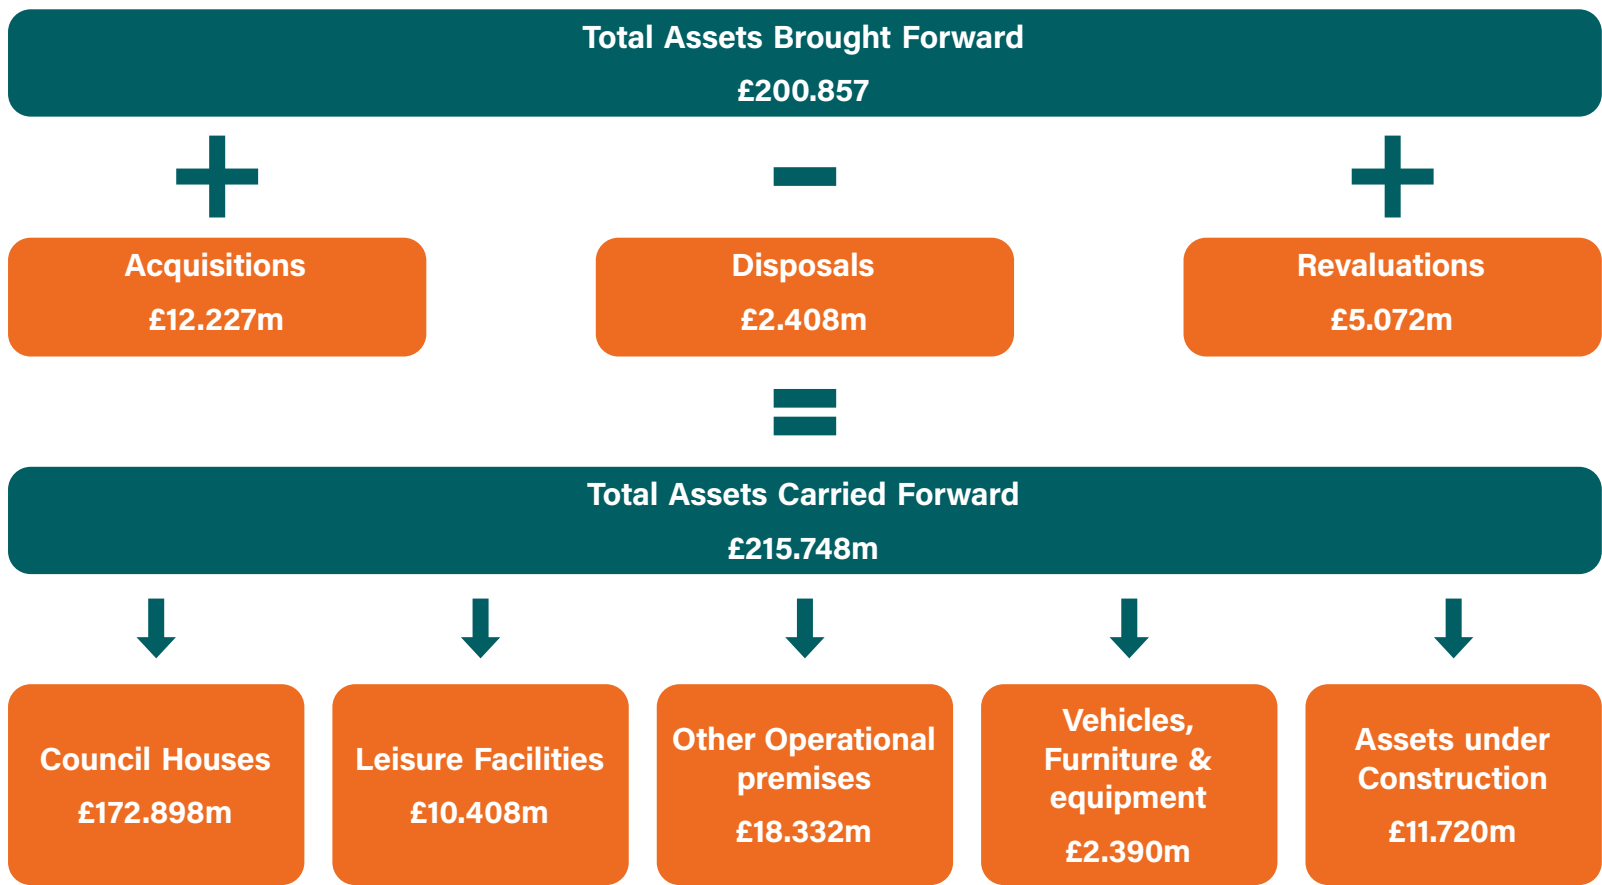 Total Assets Brought Forward
£200.857
Acquisitions
£12.227m
Disposals
£2.408m
Revaluations
£5.072m
Total Assets Carried Forward
£215.748m
Council Houses
£172.898m
Leisure Facilities
£10.408m
Other Operational
premises
£18.332m
Vehicles,
Furniture &
equipment
£2.390m
Assets under
Construction
£11.720m